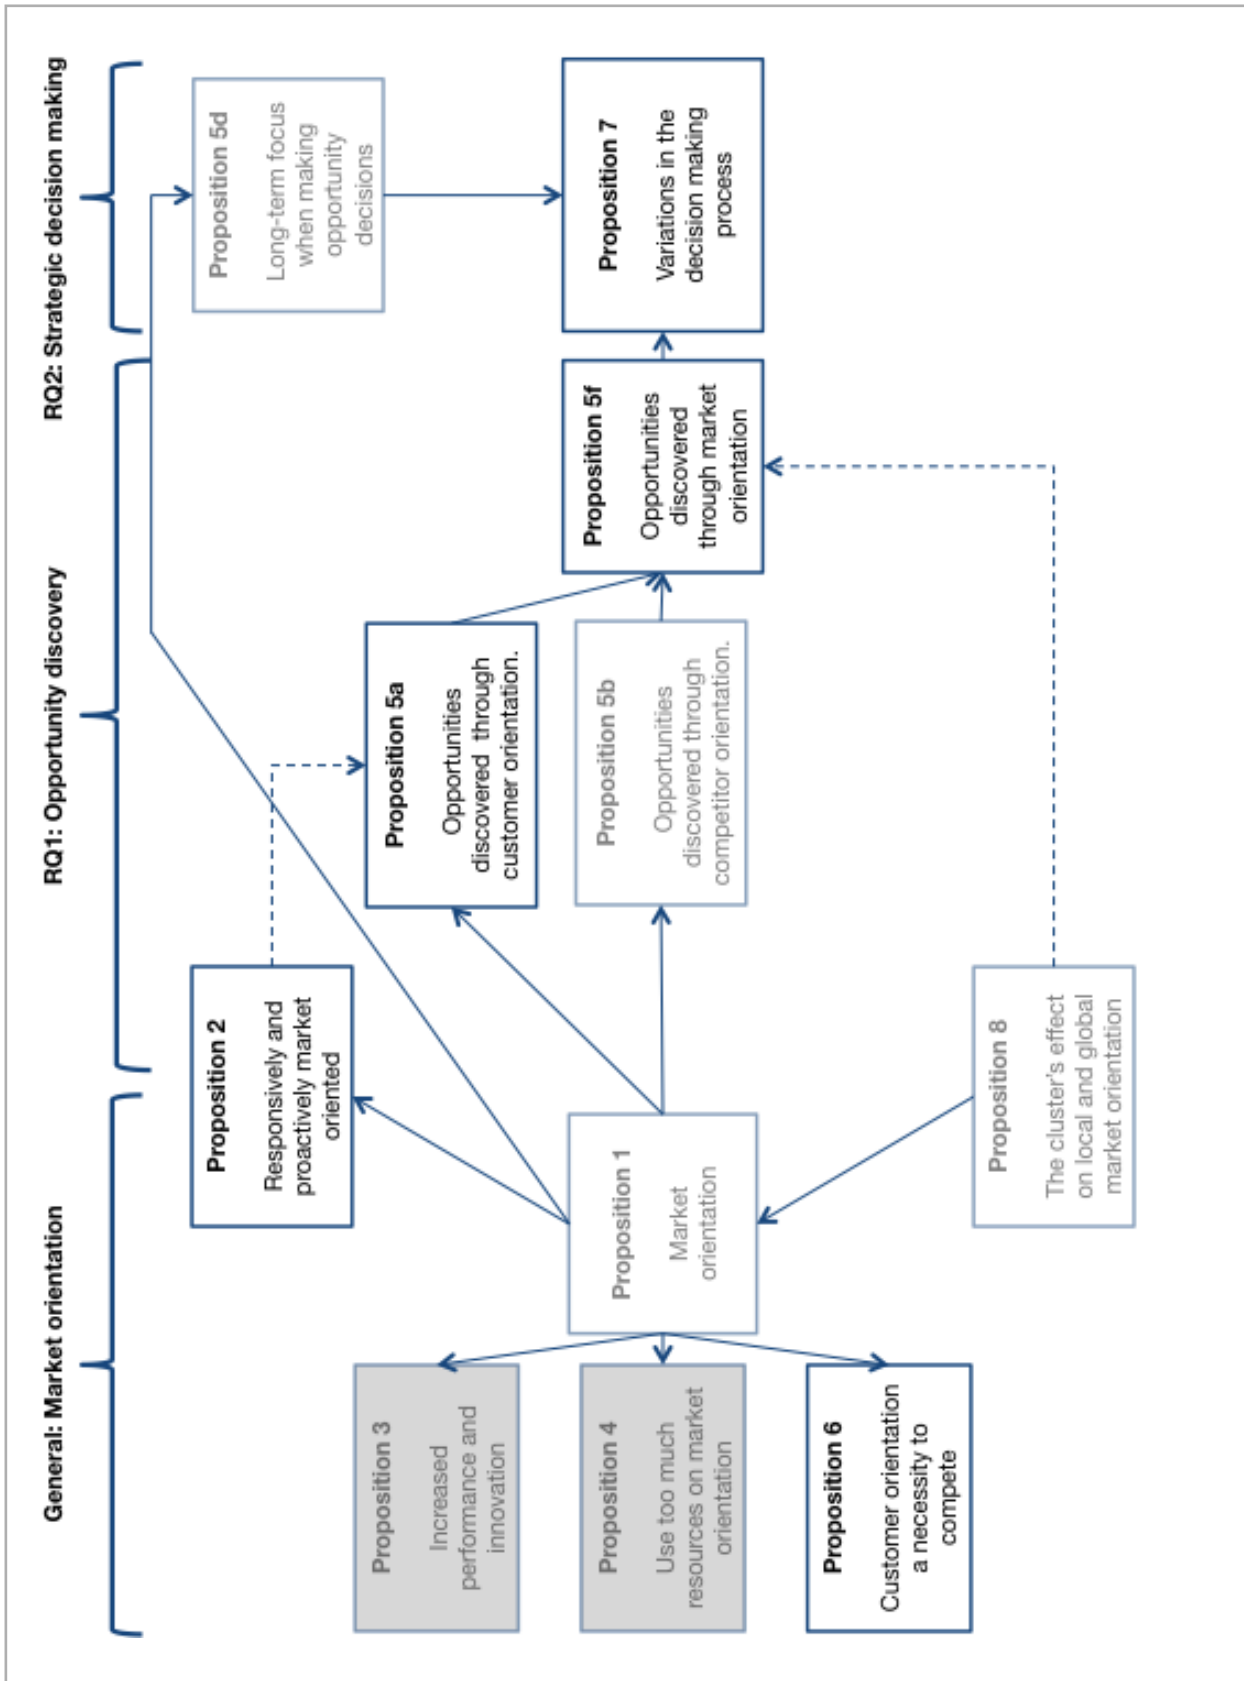 General: Market orientation
RQ1: Opportunity discovery
RQ2: Strategic decision making
Proposition 3
Increased
performance and
innovation
Proposition 4
Use too much
resources on market
orientation
Proposition 6
Customer orientation
a necessity to
compete
Proposition 2
Responsively and
proactively market
oriented
Proposition 1
Market
orientation
Proposition 8
The cluster's effect
on local and global
market orientation
Proposition 5a
Opportunities
discovered through
customer orientation.
Proposition 5b
Opportunities
discovered through
competitor orientation.
Proposition 5f
Opportunities
discovered
through market
orientation
Proposition 5d
Long-term focus
when making
opportunity
decisions
Proposition 7
Variations in the
decision making
process